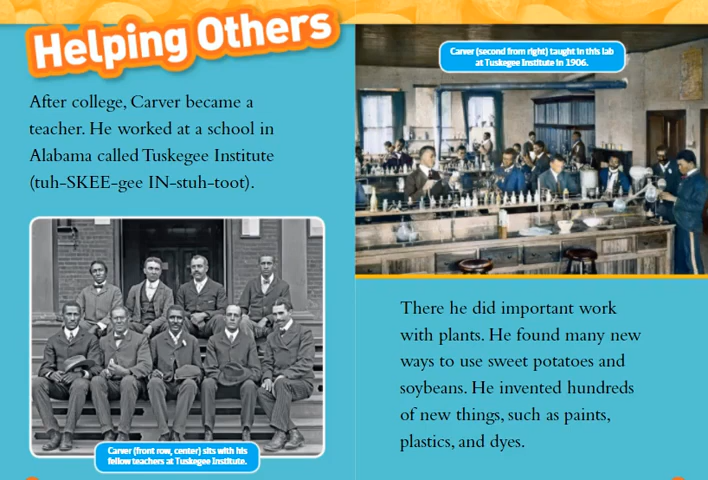 Helping Others
After college, Carver became a
teacher. He worked at a school in
Alabama called Tuskegee Institute
(tuh-SKEE-gee IN-stuh-toot).
Carver (front row, center) sits with his
fellow teachers at Tuskegee Institute.
Carver (second from right) taught in this lab
at Tuskegee Institute in 1906.
There he did important work
with plants. He found many new
ways to use sweet potatoes and
soybeans. He invented hundreds
of new things, such as paints,
plastics, and dyes.